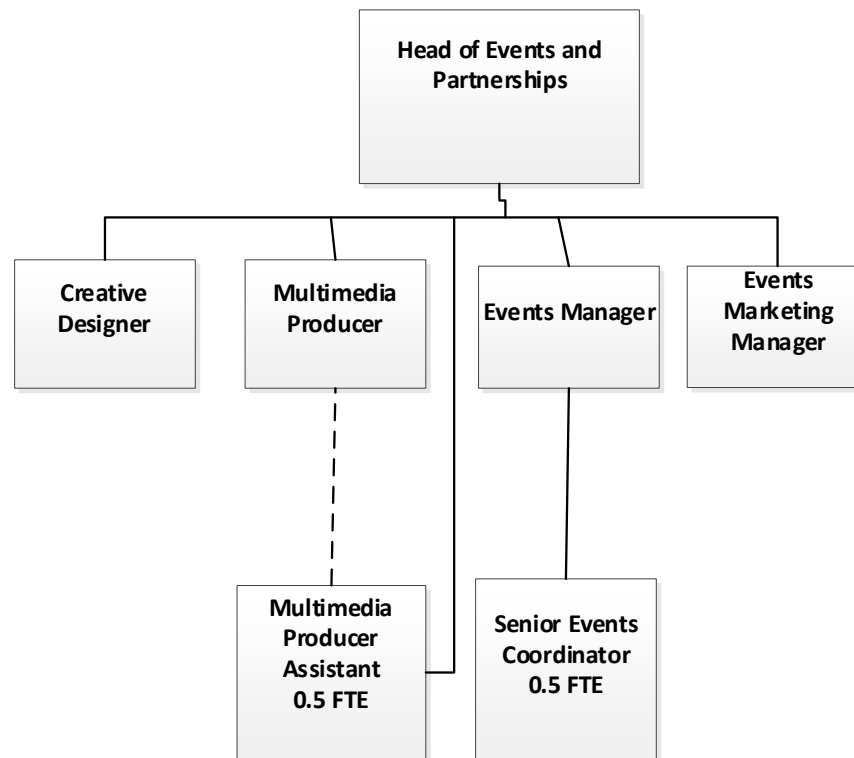 Head of Events and
Partnerships
Creative
Designer
Multimedia
Producer
Events Manager
Events
Marketing
Manager
Multimedia
Producer
Assistant
0.5 FTE
Senior Events
Coordinator
0.5 FTE